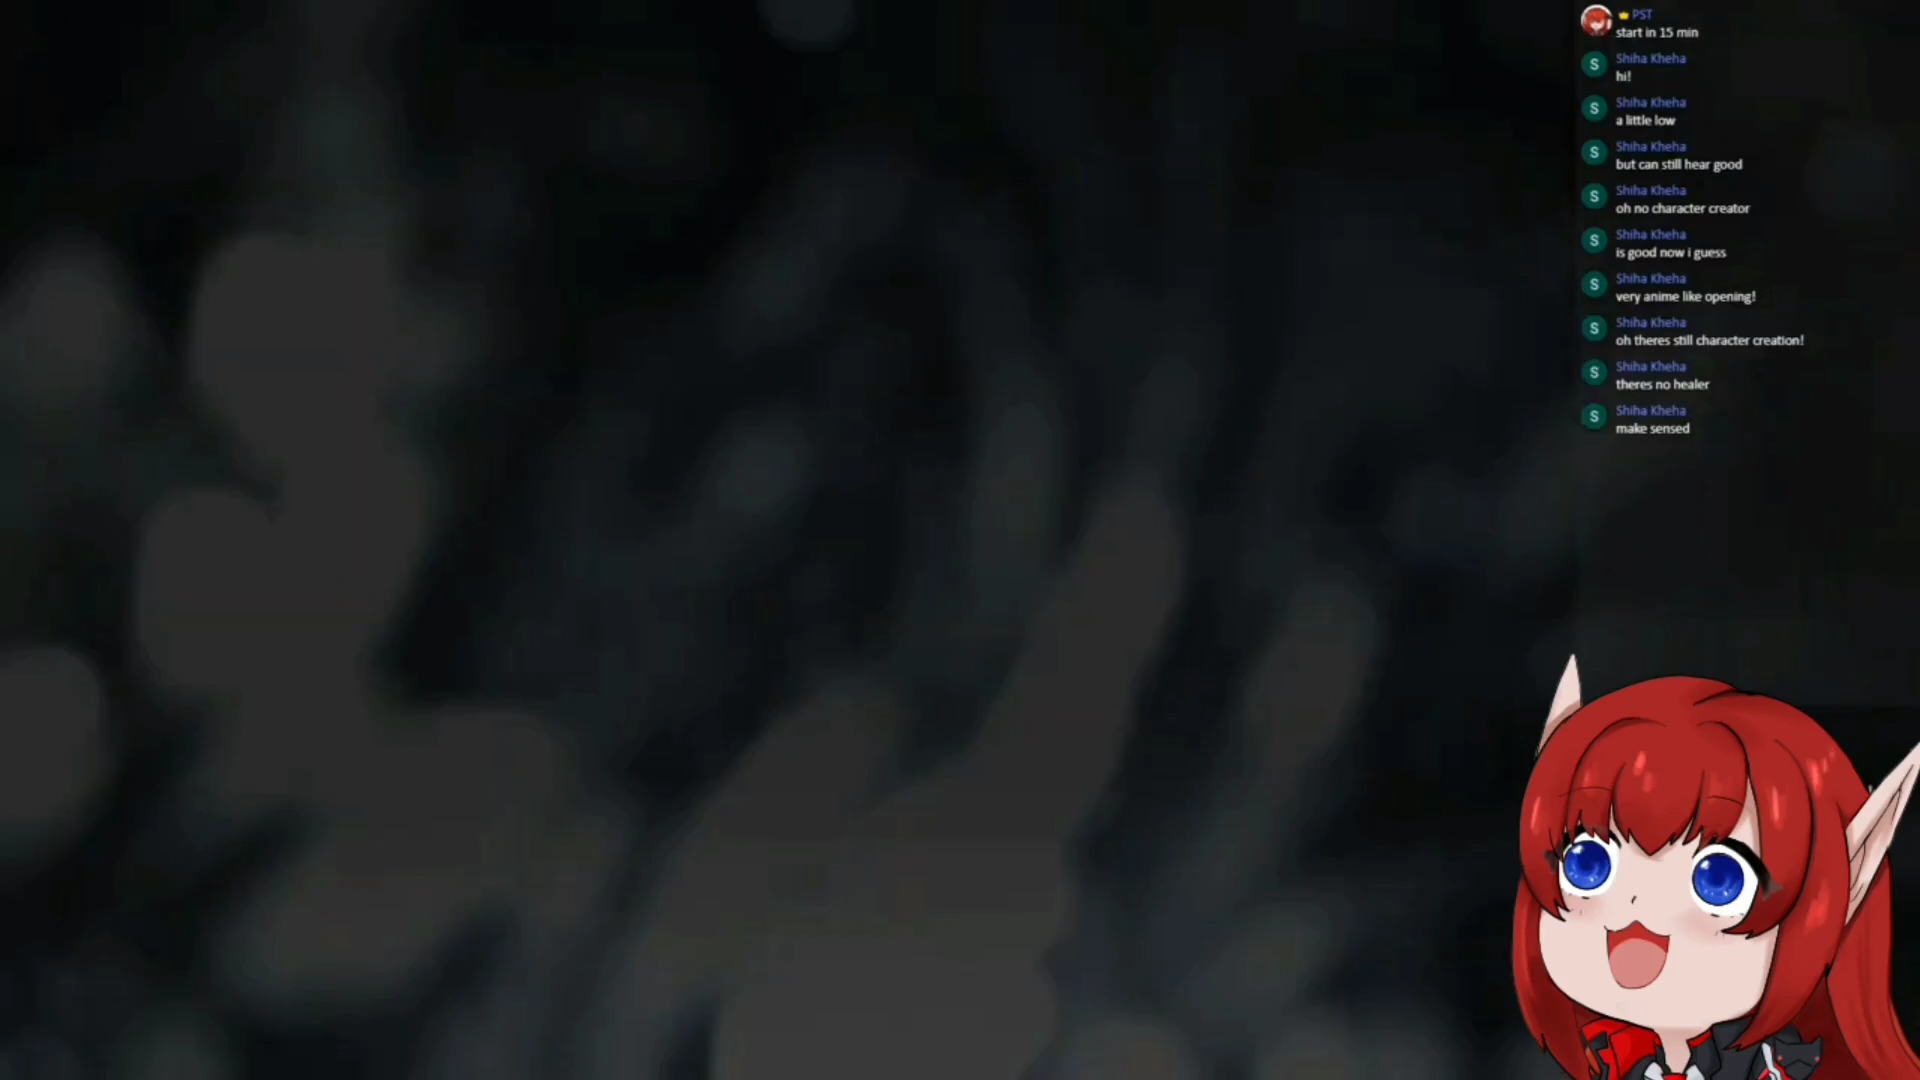 PST
start in 15 min
S
Shiha Kheha
hi!
S
Shiha Kheha
a little low
S
Shiha Kheha
but can still hear good
S
Shiha Kheha
oh no character creator
S
Shiha Kheha
is good now i guess
S
Shiha Kheha
very anime like opening!
S
Shiha Kheha
oh theres still character creation!
S
Shiha Kheha
theres no healer
S
Shiha Kheha
make sensed